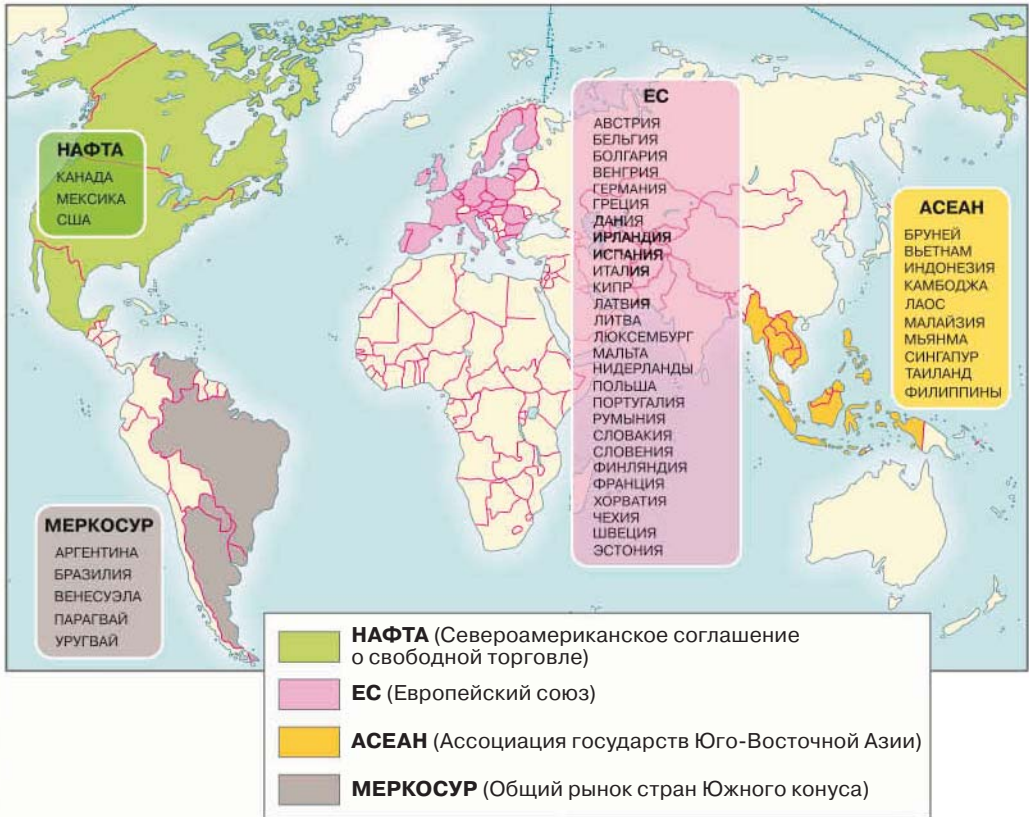 НАФТА
КАНАДА
МЕКСИКА
США
ЕС
АВСТРИЯ
БЕЛЬГИЯ
БОЛГАРИЯ
ВЕНГРИЯ
ГЕРМАНИЯ
ГРЕЦИЯ
ДАНИЯ
ИРЛАНДИЯ
ИСПАНИЯ
ИТАЛИЯ
КИПР
ЛАТВИЯ
ЛИТВА
ЛЮКСЕМБУРГ
МАЛЬТА
НИДЕРЛАНДЫ
ПОЛЬША
ПОРТУГАЛИЯ
РУМЫНИЯ
СЛОВАКИЯ
СЛОВЕНИЯ
ФИНЛЯНДИЯ
ФРАНЦИЯ
ХОРВАТИЯ
ЧЕХИЯ
ШВЕЦИЯ
ЭСТОНИЯ
АСЕАН
БРУНЕЙ
ВЬЕТНАМ
ИНДОНЕЗИЯ
КАМБОДЖА
ЛАОС
МАЛАЙЗИЯ
МЬЯНМА
СИНГАПУР
ТАИЛАНД
ФИЛИППИНЫ
МЕРКОСУР
АРГЕНТИНА
БРАЗИЛИЯ
ВЕНЕСУЭЛА
ПАРАГВАЙ
УРУГВАЙ
НАФТА (Североамериканское соглашение
о свободной торговле)
ЕС (Европейский союз)
АСЕАН (Ассоциация государств Юго-Восточной Азии)
МЕРКОСУР (Общий рынок стран Южного конуса)